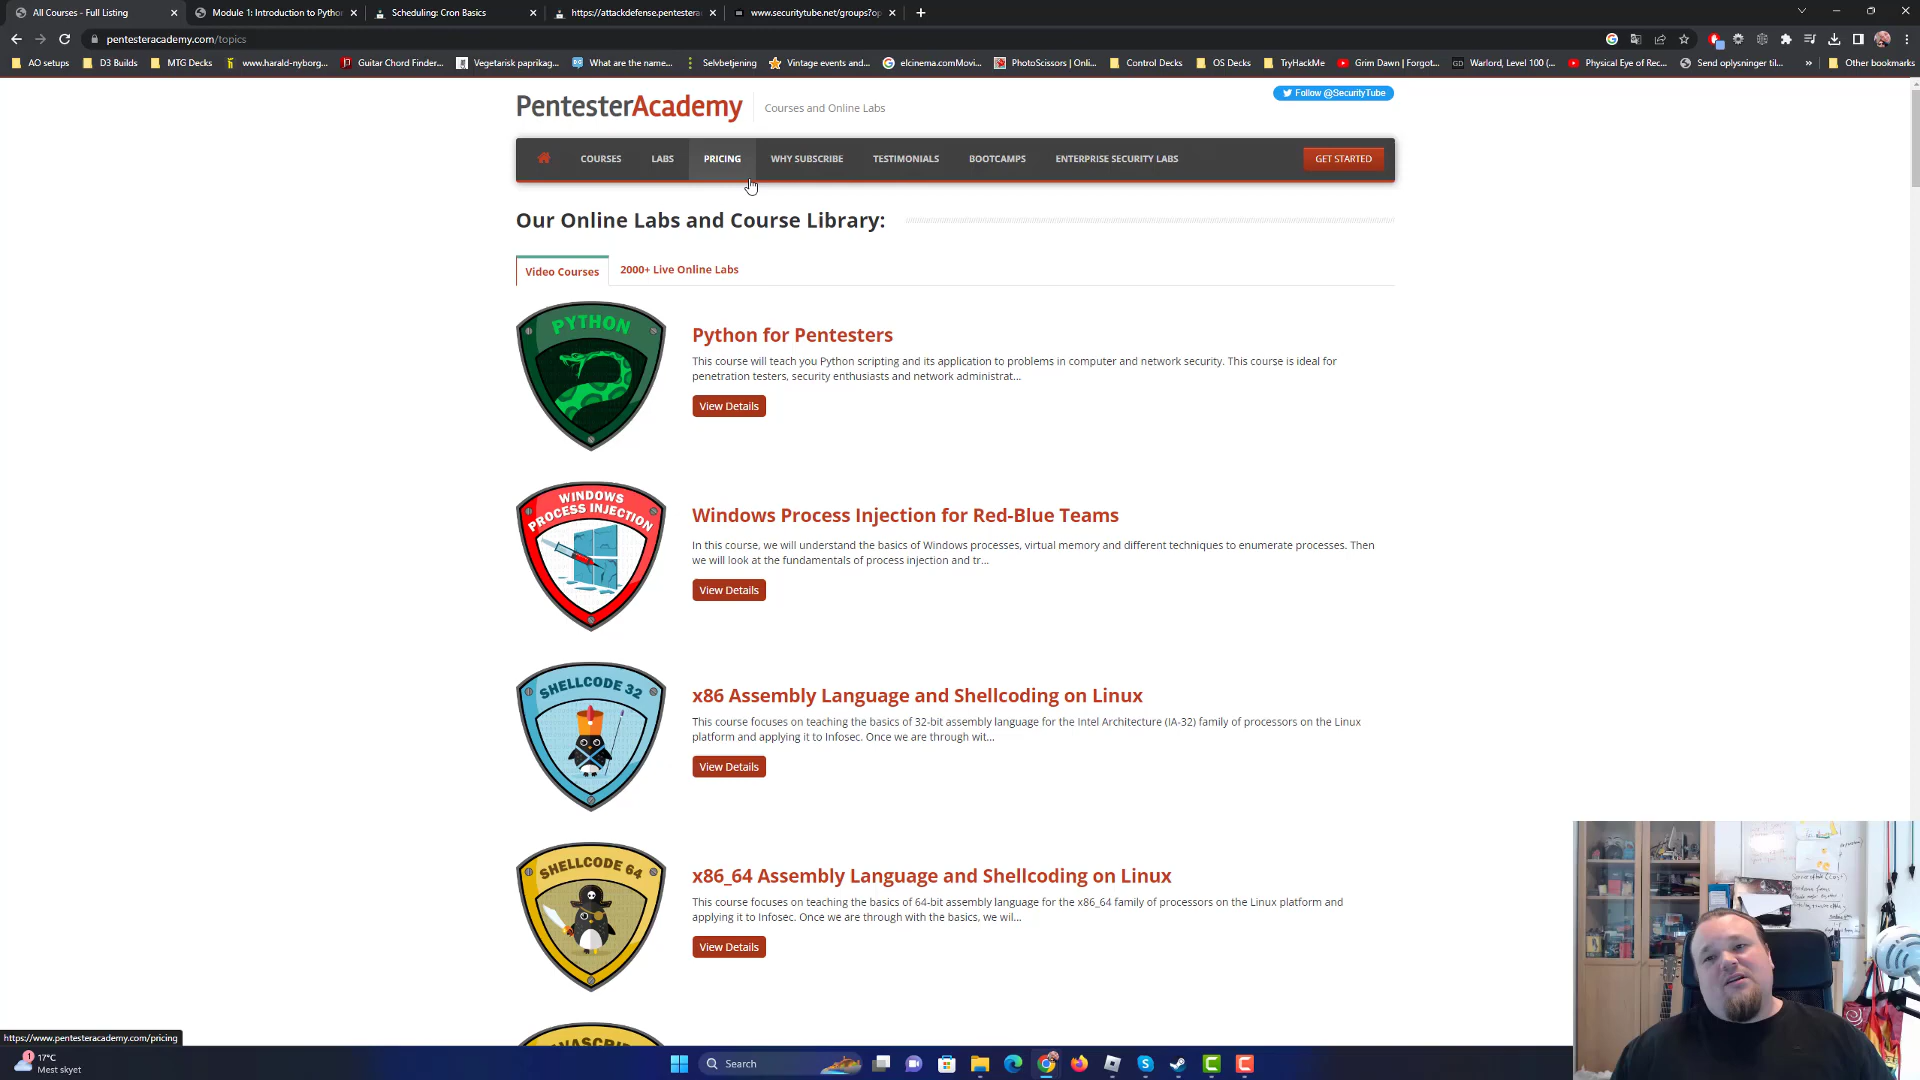 All Courses - Full Listing
Module 1: Introduction to Python
Scheduling: Cron Basics
https://attackdefense.pentestera
www.securitytube.net/groups?op
pentesteracademy.com/topics
AO setups
D3 Builds
MTG Decks
www.harald-nyborg...
Guitar Chord Finder...
Vegetarisk paprikag...
What are the name...
Selvbetjening
Vintage events and...
elcinema.comMovi...
PhotoScissors | Onli...
Control Decks
OS Decks
TryHackMe
Grim Dawn | Forgot...
Warlord, Level 100 (...
Physical Eye of Rec...
Send oplysninger til...
»
Other bookmarks
PentesterAcademy
Courses and Online Labs
Follow @SecurityTube
COURSES
LABS
PRICING
WHY SUBSCRIBE
TESTIMONIALS
BOOTCAMPS
ENTERPRISE SECURITY LABS
GET STARTED
Our Online Labs and Course Library:
Video Courses
2000+ Live Online Labs
PYTHON
Python for Pentesters
This course will teach you Python scripting and its application to problems in computer and network security. This course is ideal for
penetration testers, security enthusiasts and network administrat...
View Details
WINDOWS
PROCESS INJECTION
Windows Process Injection for Red-Blue Teams
In this course, we will understand the basics of Windows processes, virtual memory and different techniques to enumerate processes. Then
we will look at the fundamentals of process injection and tr...
View Details
SHELLCODE 32
x86 Assembly Language and Shellcoding on Linux
This course focuses on teaching the basics of 32-bit assembly language for the Intel Architecture (IA-32) family of processors on the Linux
platform and applying it to Infosec. Once we are through wit...
View Details
SHELLCODE 64
x86_64 Assembly Language and Shellcoding on Linux
This course focuses on teaching the basics of 64-bit assembly language for the x86_64 family of processors on the Linux platform and
applying it to Infosec. Once we are through with the basics, we wil...
View Details
https://www.pentesteracademy.com/pricing
1
17°C
Mest skyet
Search